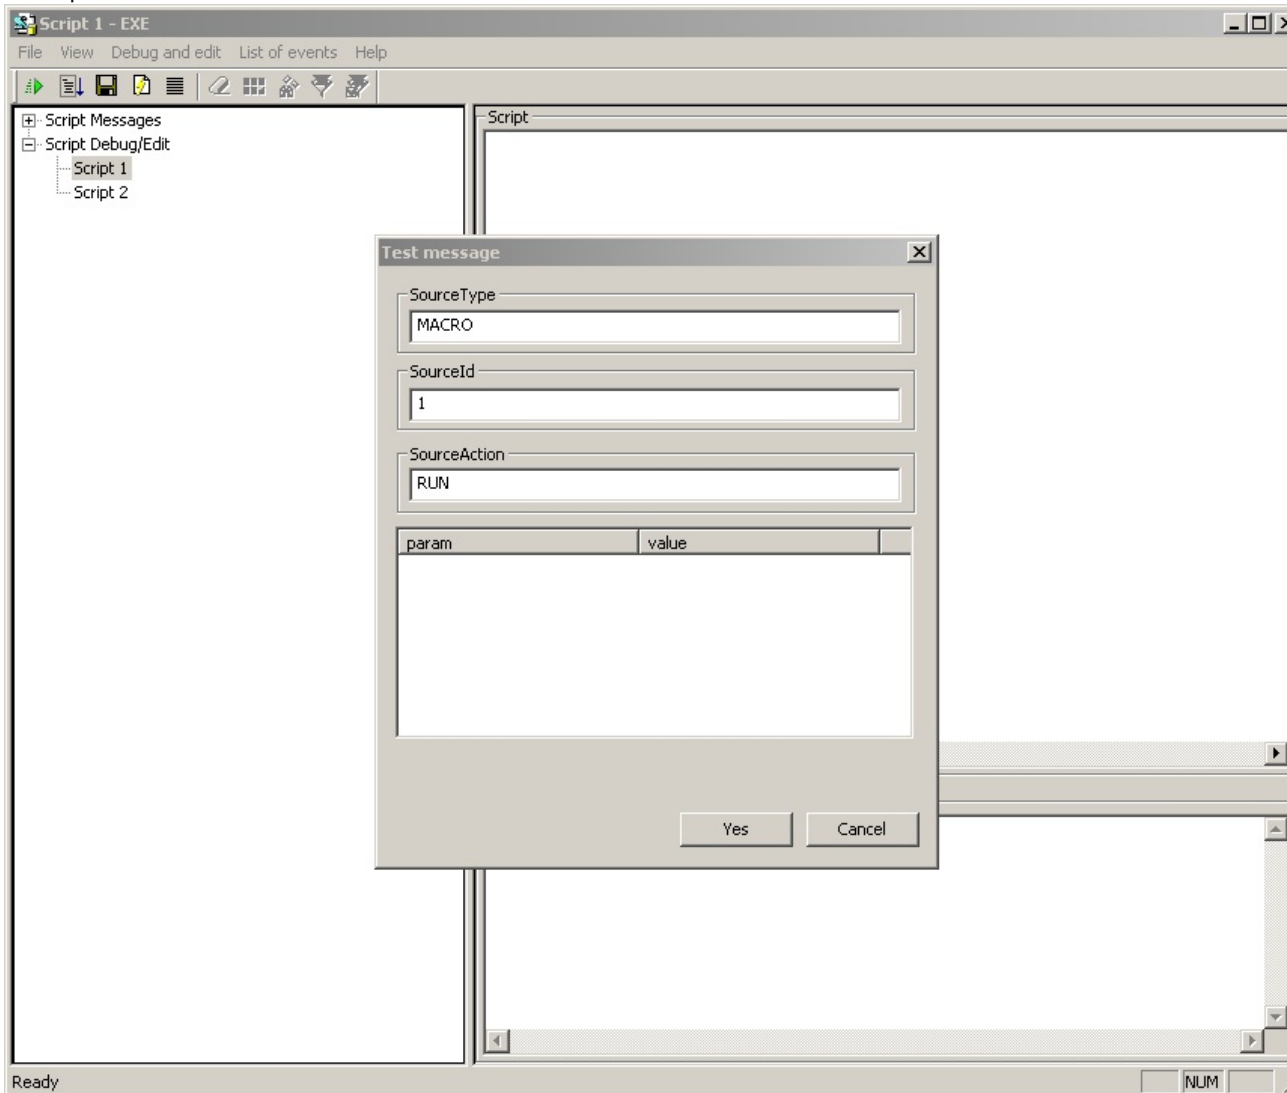 Script 1 - EXE
File View Debug and edit List of events Help
Script Messages
Script Debug/Edit
Script 1
Script 2
Script
Test message
SourceType
MACRO
SourceId
1
SourceAction
RUN
param value
Yes Cancel
Ready NUM